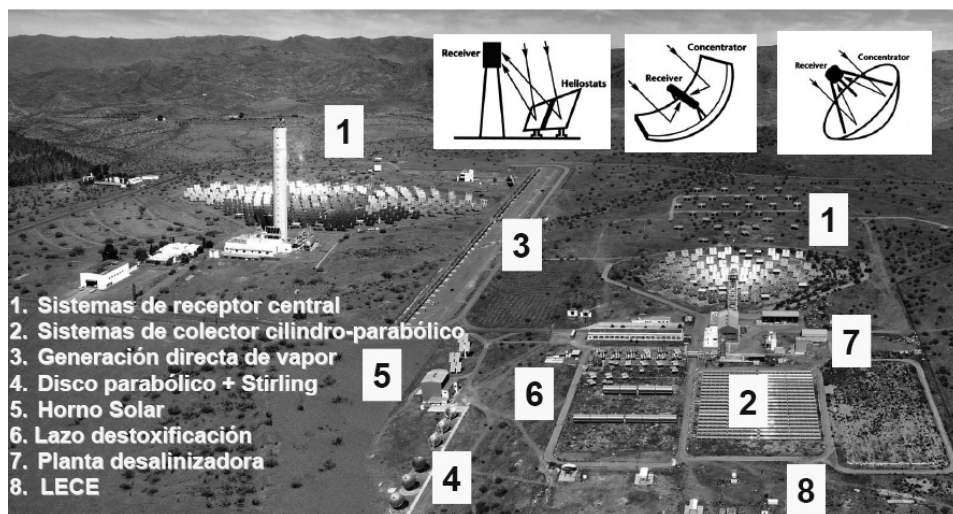 Receiver
Heliostats
Concentrator
Receiver
Concentrator
Receiver
1
1
3
7
5
6
2
4
8
1. Sistemas de receptor central
2. Sistemas de colector cilindro-parabólico
3. Generación directa de vapor
4. Disco parabólico + Stirling
5. Horno Solar
6. Lazo destoxificación
7. Planta desalinizadora
8. LECE